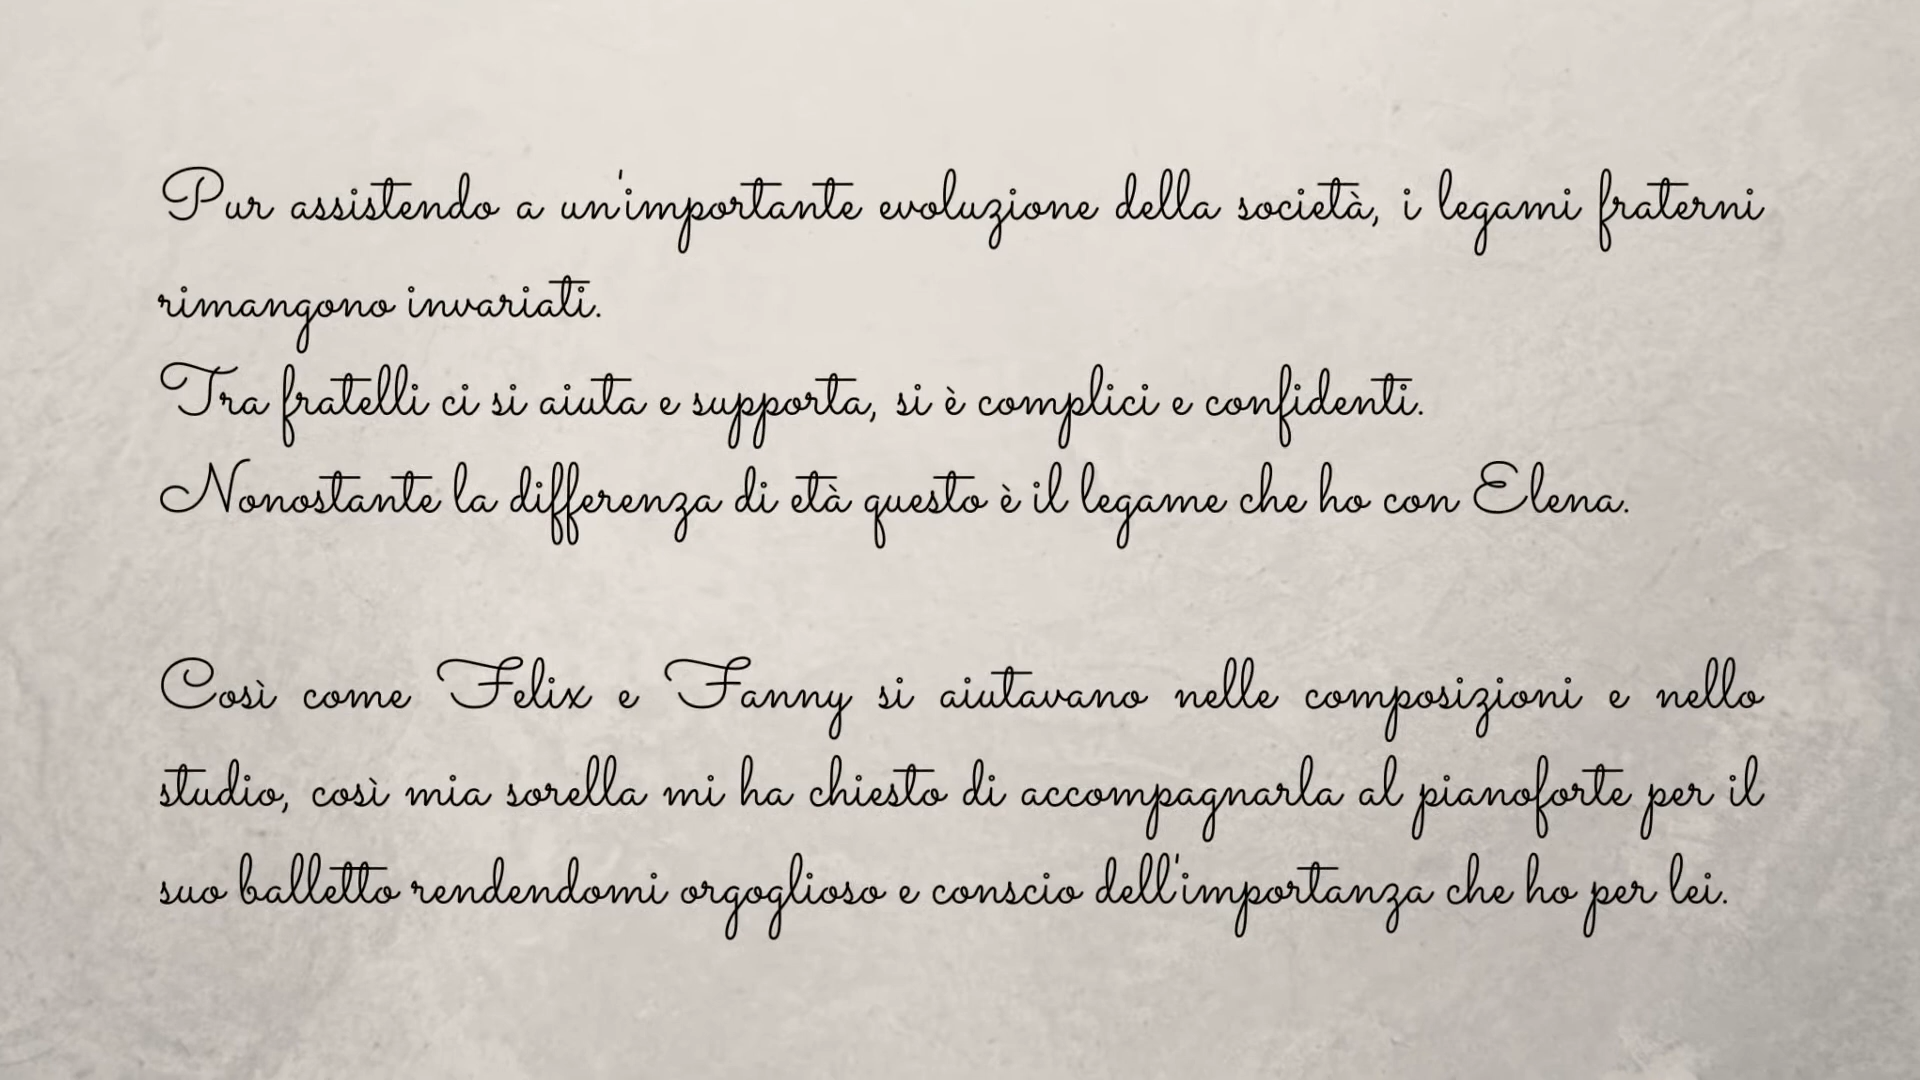 Pur assistendo a un'importante evoluzione della società, i legami fraterni
rimangono invariati.
Tra fratelli ci si aiuta e supporta, si è complici e confidenti.
Nonostante la differenza di età questo è il legame che ho con Elena.
Così come Felix e Fanny si aiutavano nelle composizioni e nello
studio, così mia sorella mi ha chiesto di accompagnarla al pianoforte per il
suo balletto rendendomi orgoglioso e conscio dell'importanza che ho per lei.